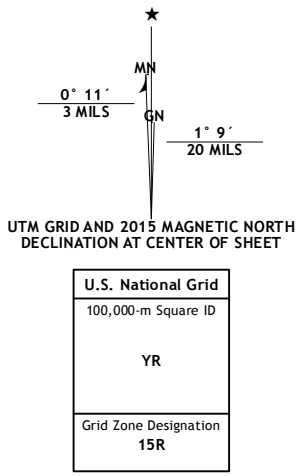 ★
MN
0° 11´
3 MILS
GN
1° 9´
20 MILS
UTM GRID AND 2015 MAGNETIC NORTH
DECLINATION AT CENTER OF SHEET
U.S. National Grid
100,000-m Square ID
YR
Grid Zone Designation
15R